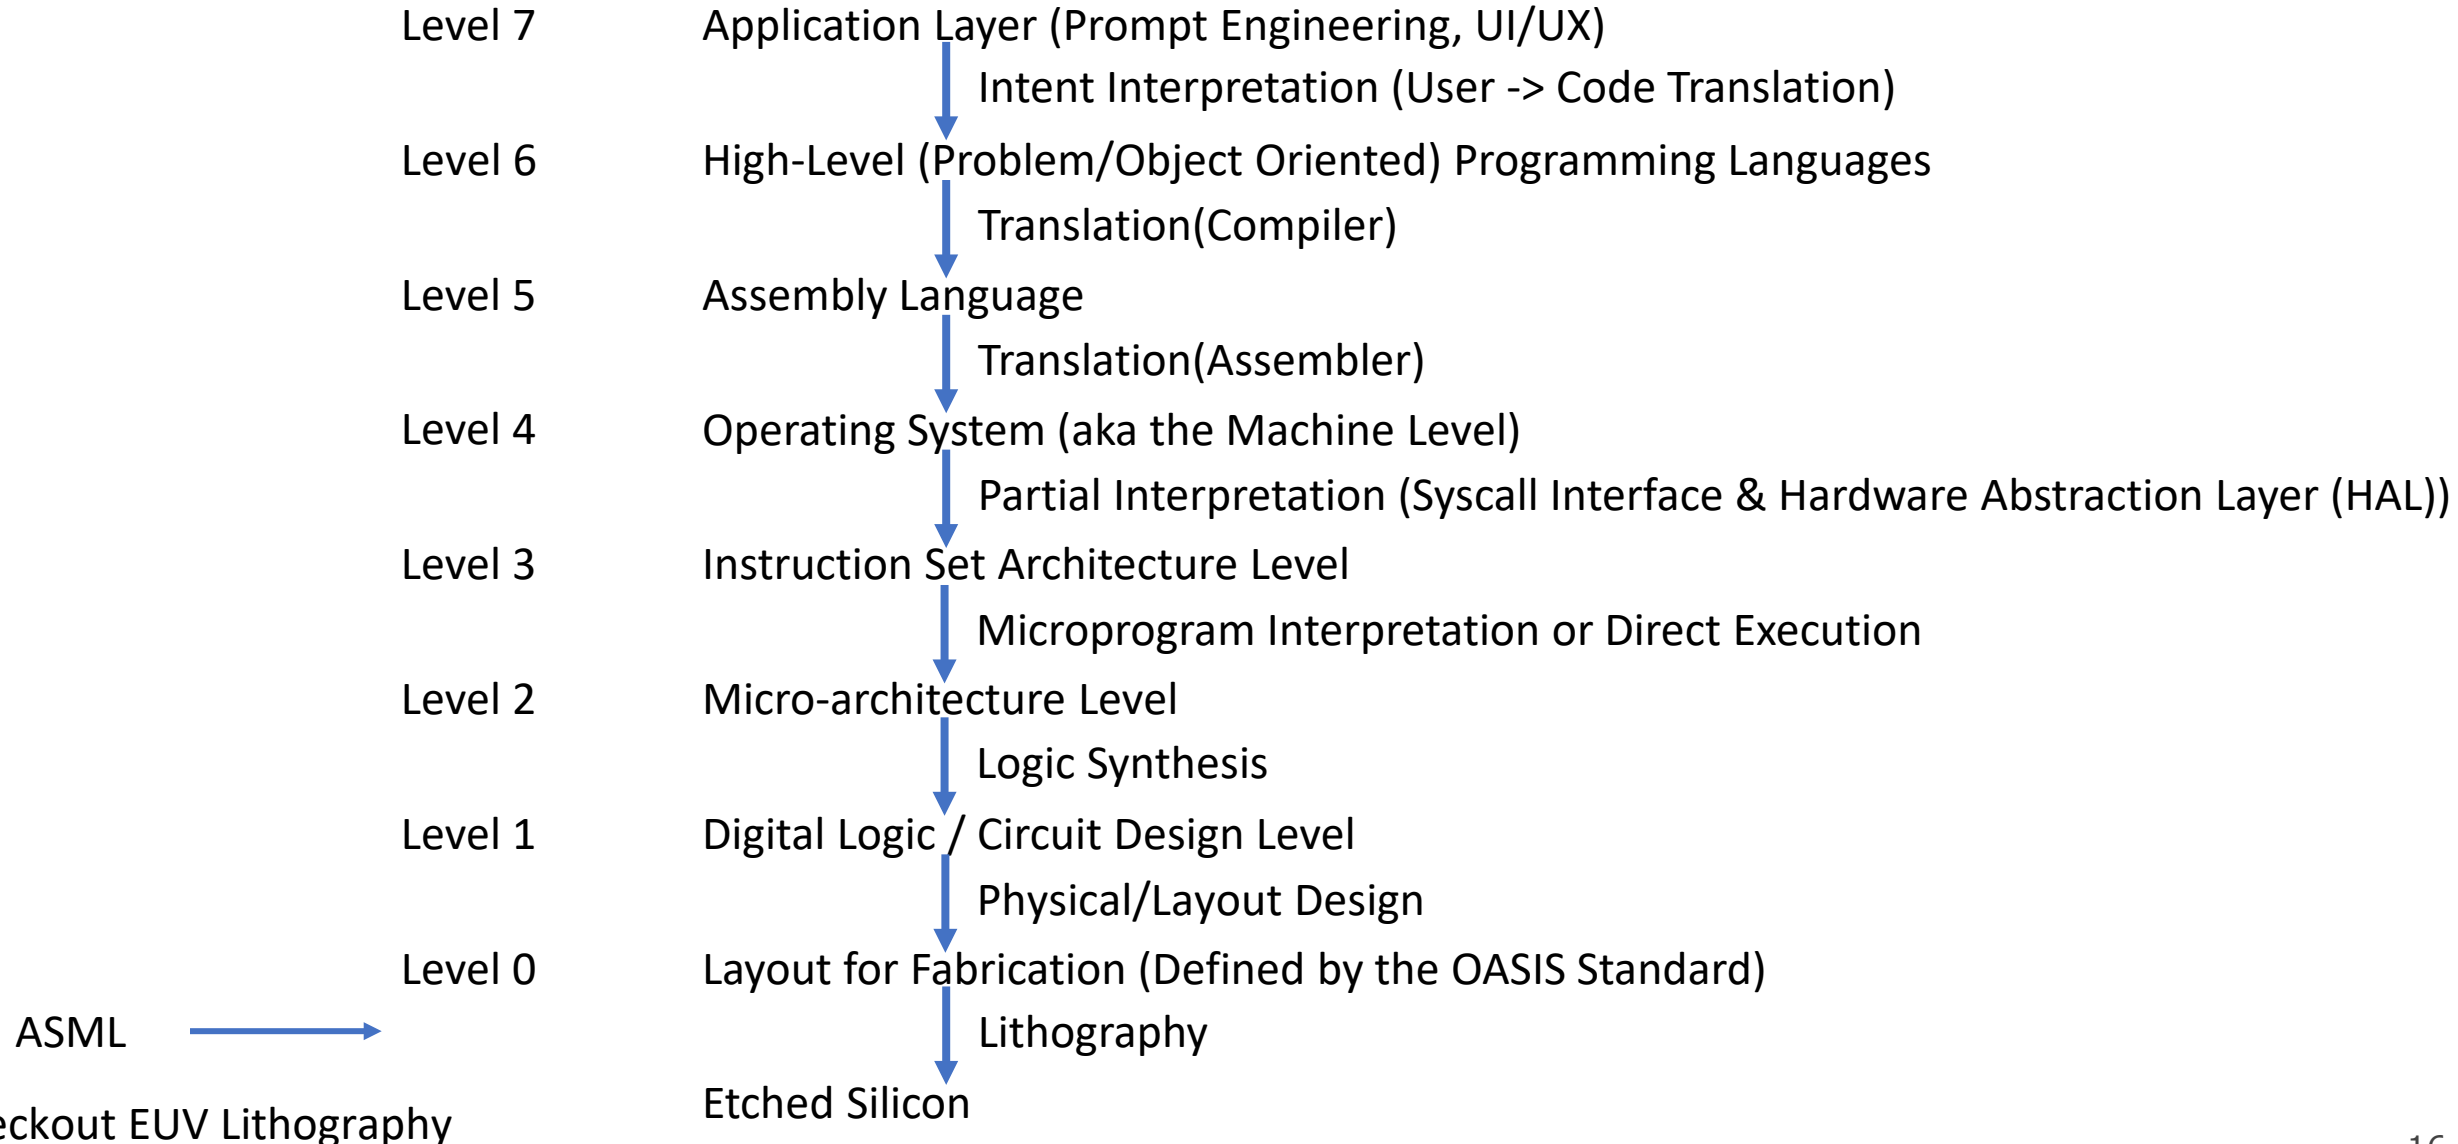 Level 7 Application Layer (Prompt Engineering, UI/UX)
Intent Interpretation (User -> Code Translation)
Level 6 High-Level (Problem/Object Oriented) Programming Languages
Translation(Compiler)
Level 5 Assembly Language
Translation(Assembler)
Level 4 Operating System (aka the Machine Level)
Partial Interpretation (Syscall Interface & Hardware Abstraction Layer (HAL))
Level 3 Instruction Set Architecture Level
Microprogram Interpretation or Direct Execution
Level 2 Micro-architecture Level
Logic Synthesis
Level 1 Digital Logic / Circuit Design Level
Physical/Layout Design
Level 0 Layout for Fabrication (Defined by the OASIS Standard)
ASML Lithography
Etched Silicon
eckout EUV Lithography